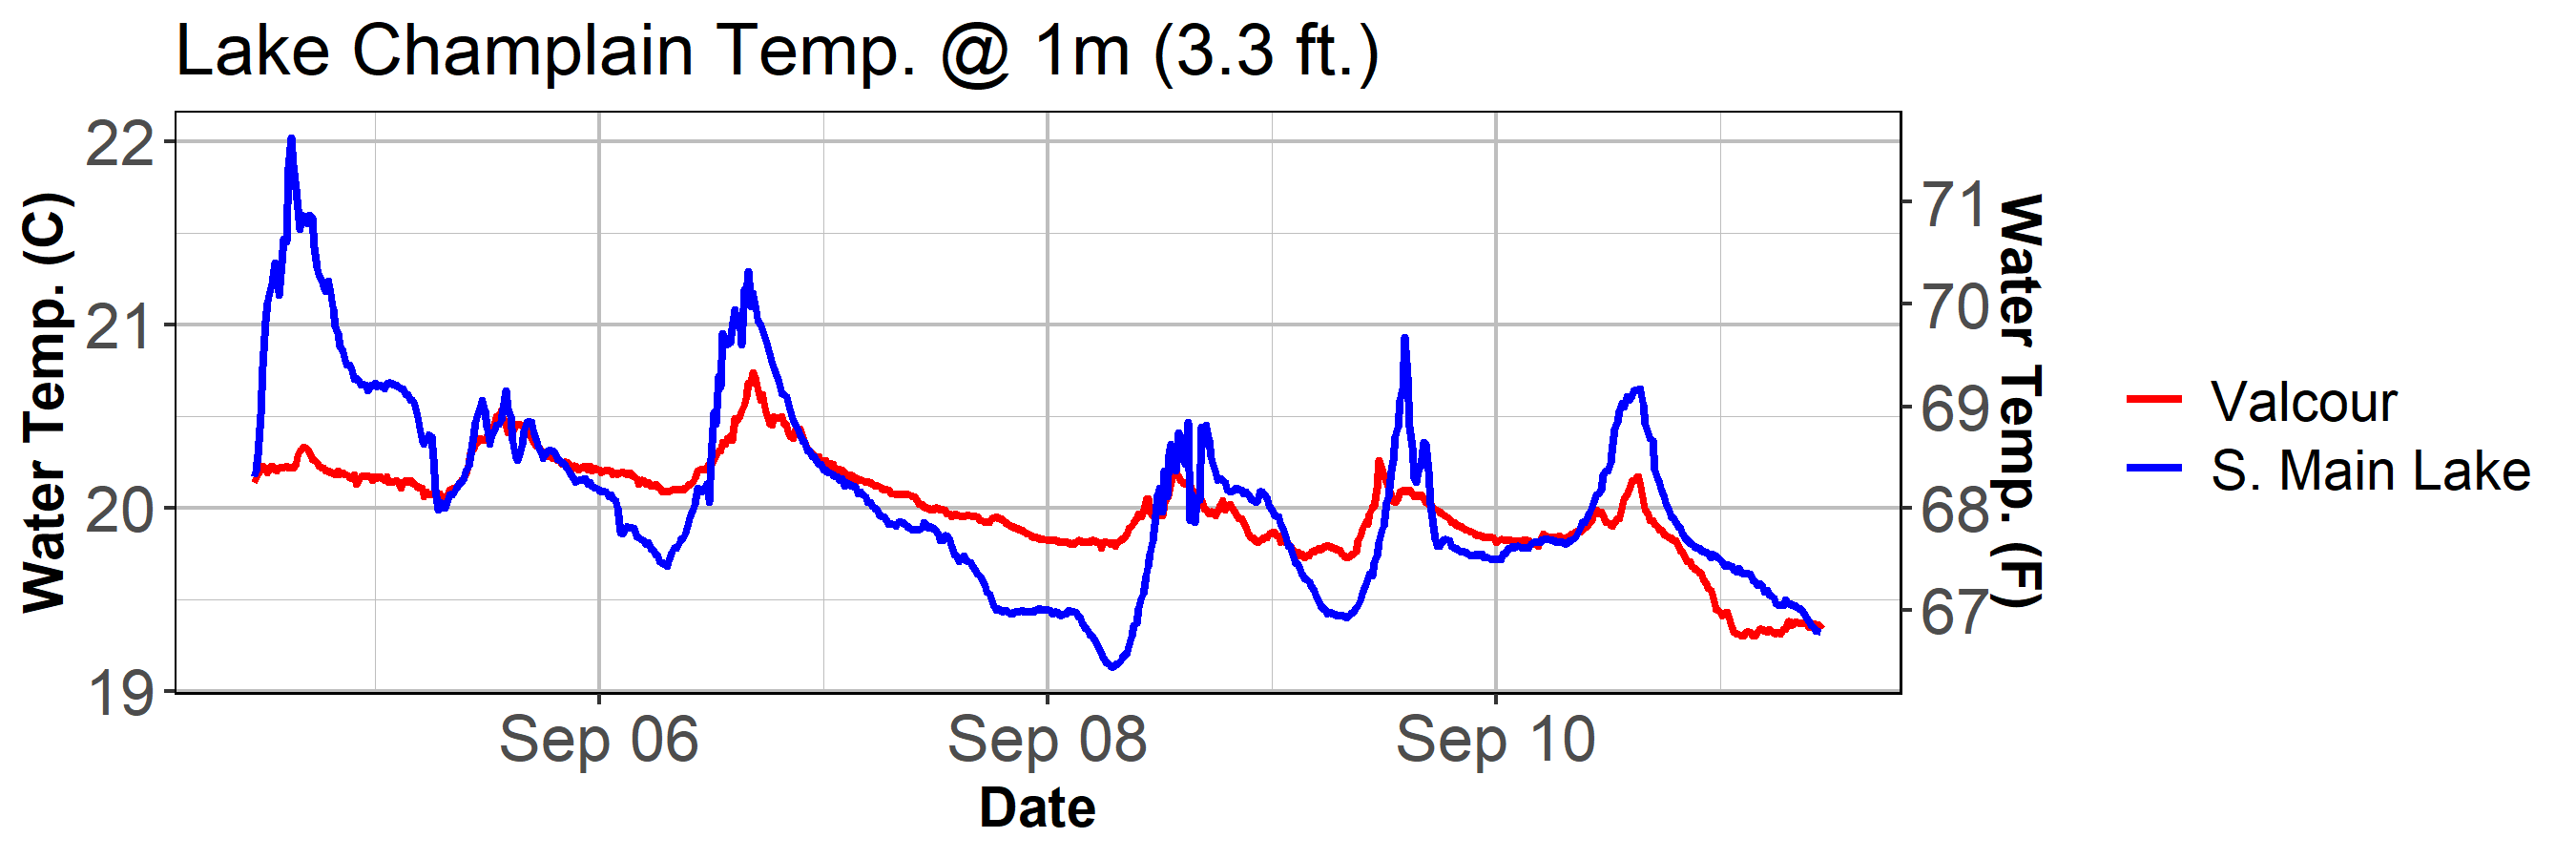 Lake Champlain Temp. @ 1m (3.3 ft.)
Water Temp. (C)
22
21
20
19
Sep 06
Sep 08
Sep 10
Date
71
70
69
68
67
Water Temp. (F)
Valcour
S. Main Lake